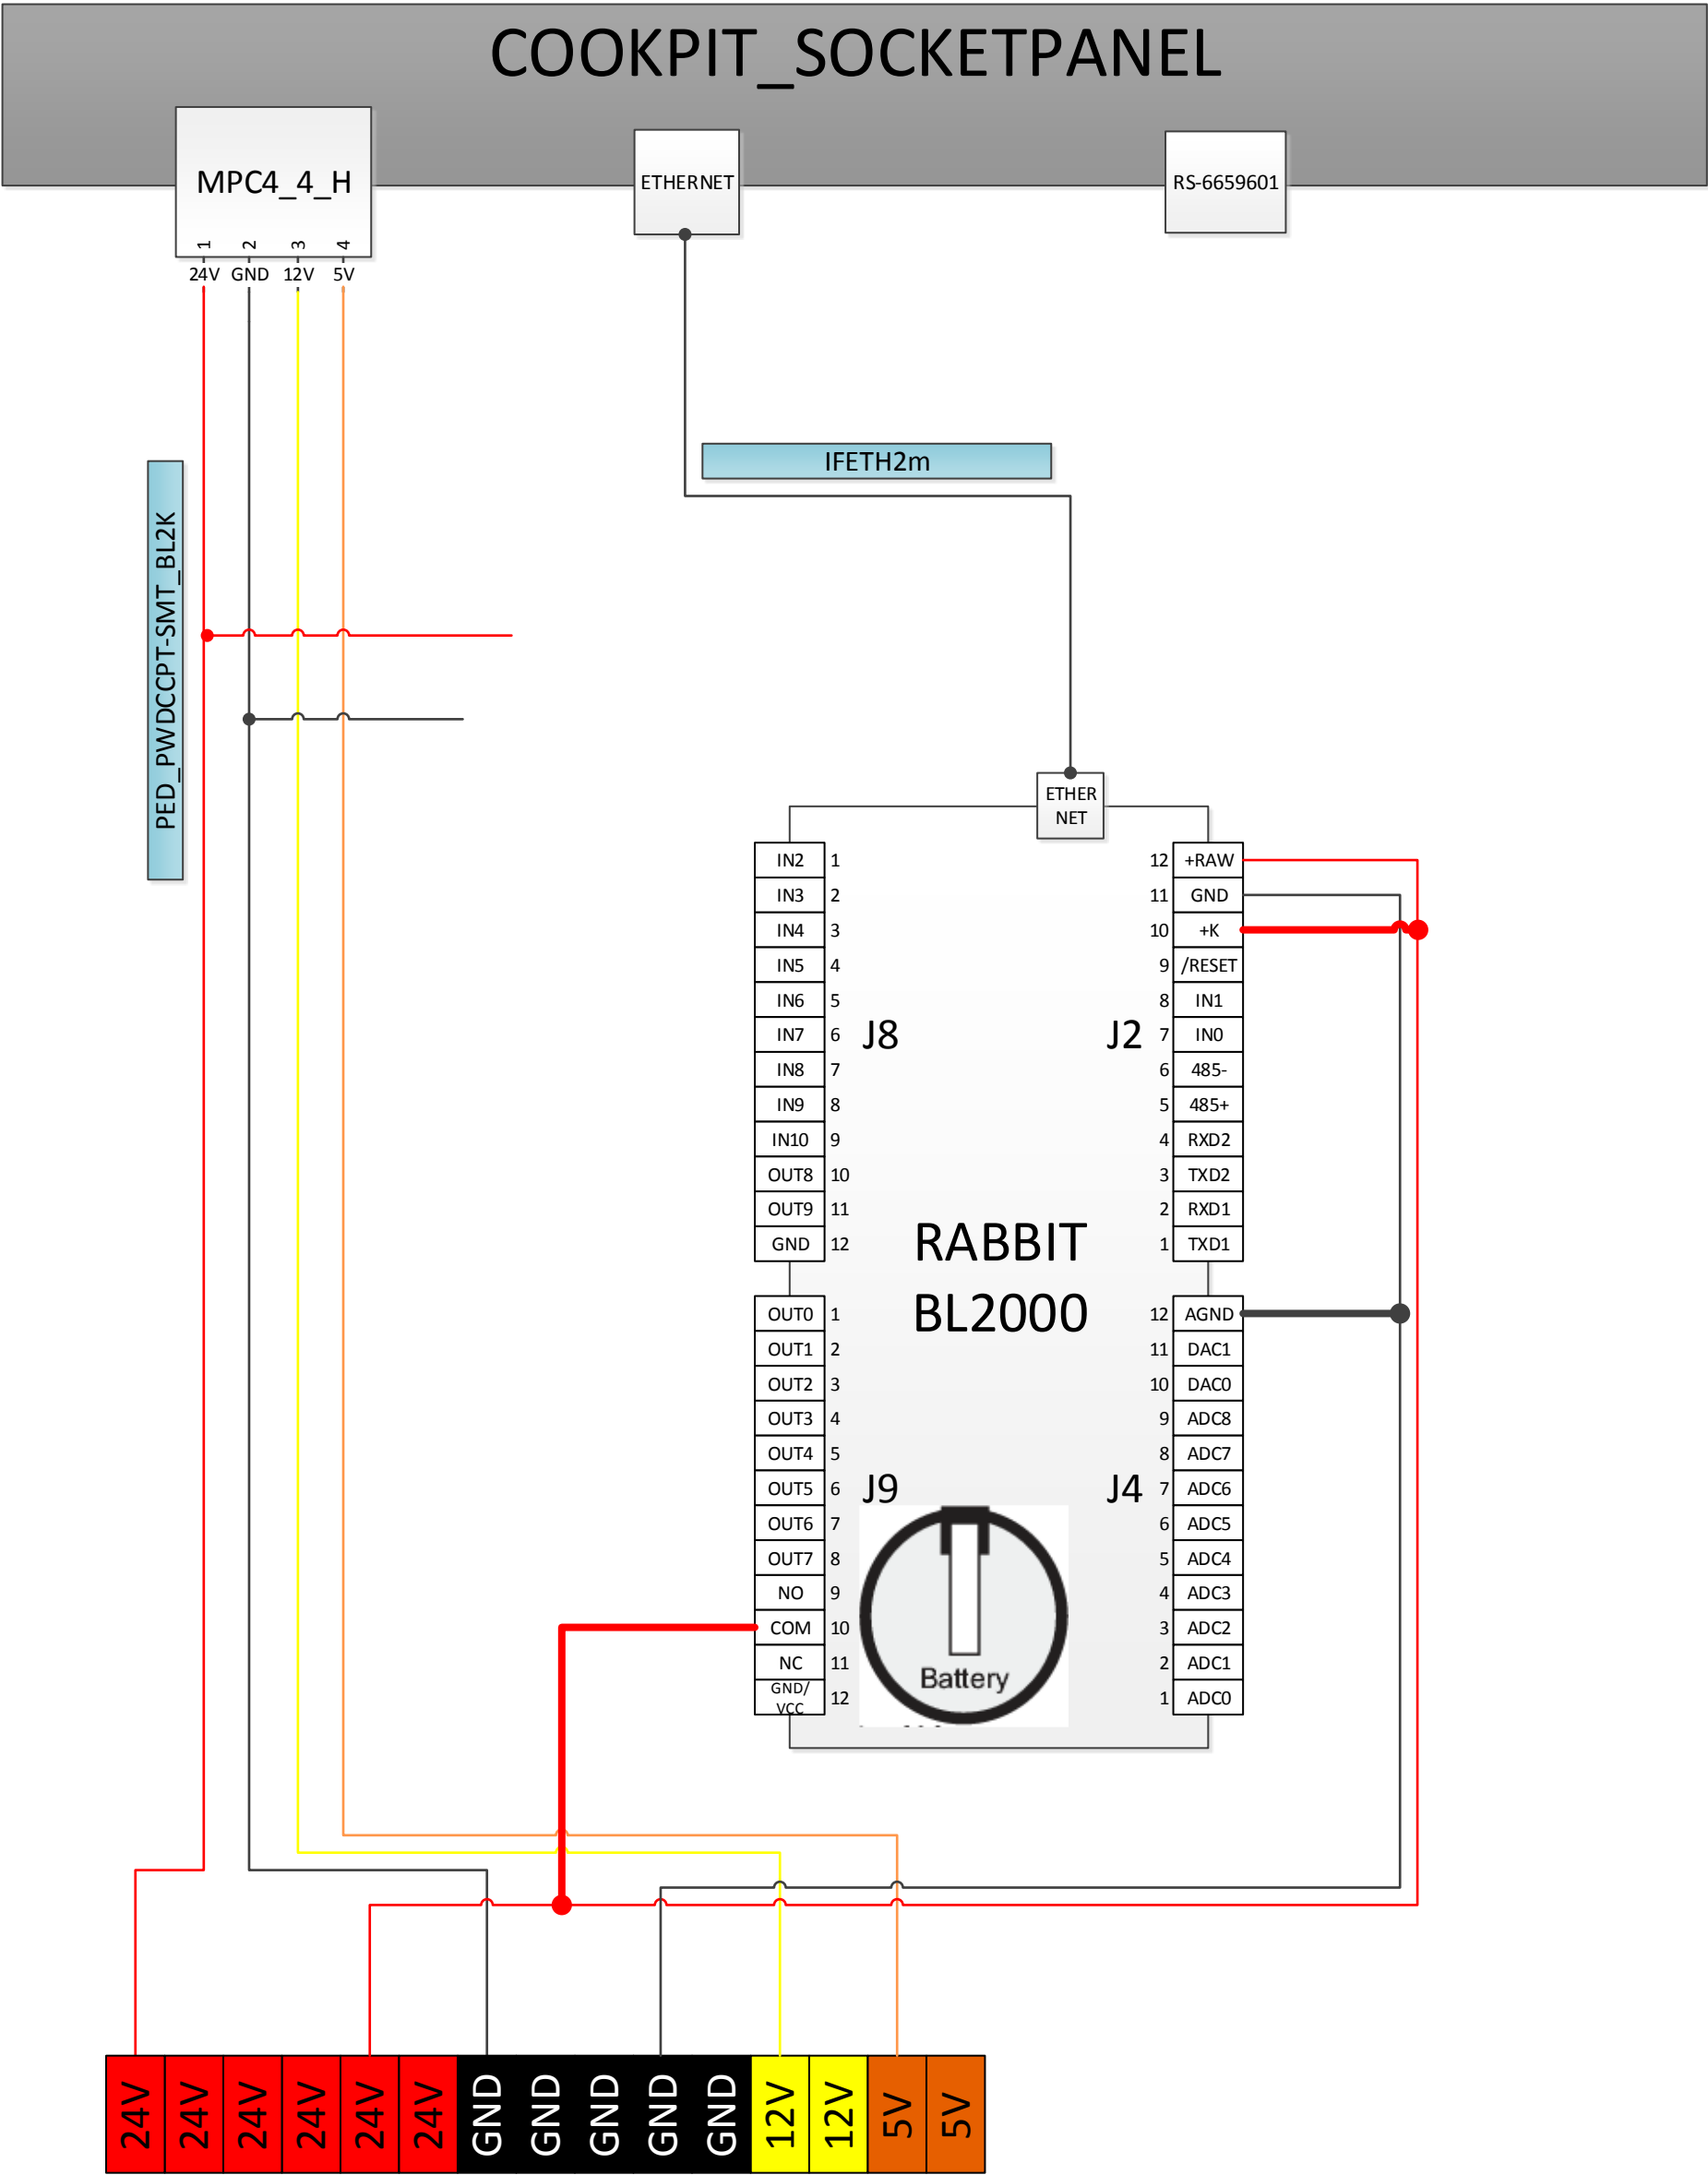 COOKPIT_SOCKETPANEL
MPC4_4_H
1 2 3 4
24V GND 12V 5V
ETHERNET
RS-6659601
IFETH2m
PED_PWDCCPT-SMT_BL2K
ETHER
NET
IN2 1
IN3 2
IN4 3
IN5 4
IN6 5
IN7 6
IN8 7
IN9 8
IN10 9
OUT8 10
OUT9 11
GND 12
J8
J2
12 +RAW
11 GND
10 +K
9 /RESET
8 IN1
7 IN0
6 485-
5 485+
4 RXD2
3 TXD2
2 RXD1
1 TXD1
RABBIT
BL2000
OUT0 1
OUT1 2
OUT2 3
OUT3 4
OUT4 5
OUT5 6
OUT6 7
OUT7 8
NO 9
COM 10
NC 11
GND/
VCC 12
J9
J4
12 AGND
11 DAC1
10 DAC0
9 ADC8
8 ADC7
7 ADC6
6 ADC5
5 ADC4
4 ADC3
3 ADC2
2 ADC1
1 ADC0
Battery
24V 24V 24V 24V 24V 24V GND GND GND GND GND 12V 12V 5V 5V